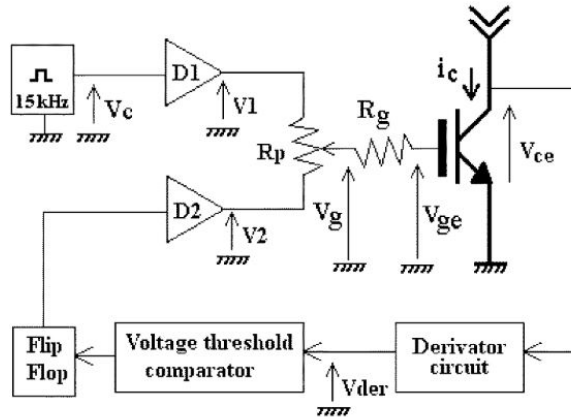 15kHz
Vc
D1
V1
Rp
Rg
ic
Vce
D2
V2
Vg
Vge
Flip
Flop
Voltage threshold
comparator
Vder
Derivator
circuit